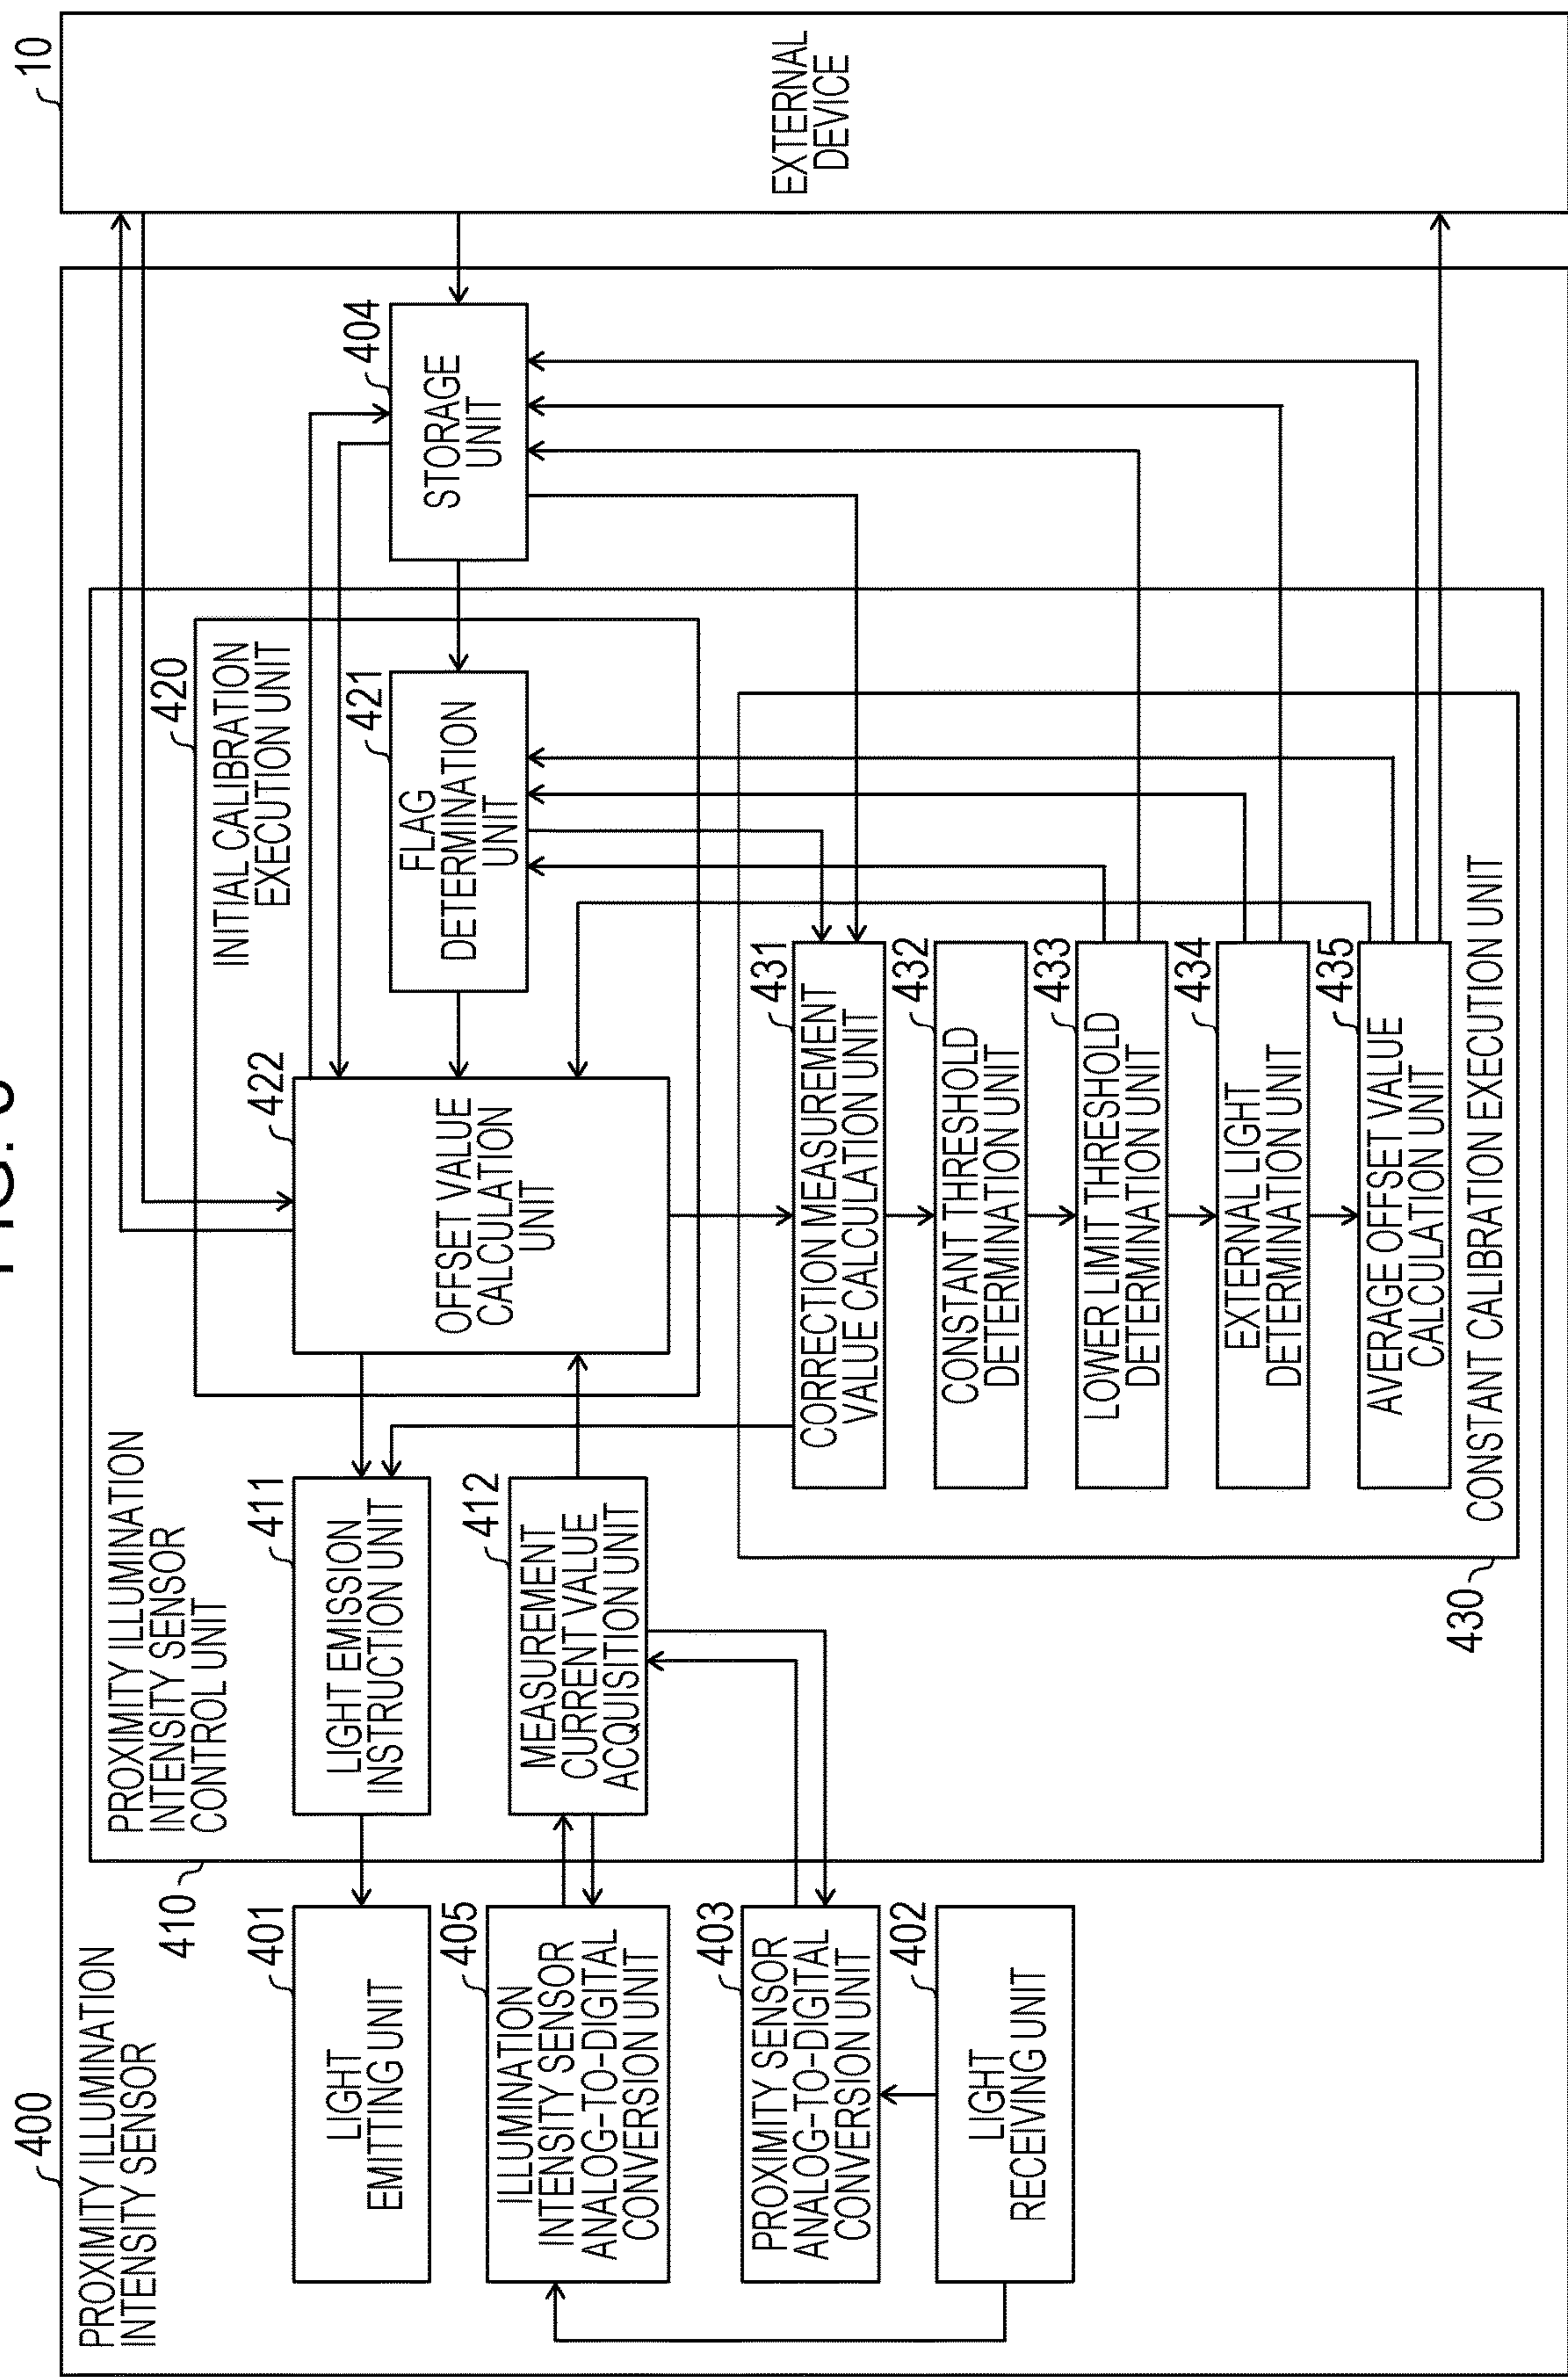 400
PROXIMITY ILLUMINATION
INTENSITY SENSOR
410
PROXIMITY ILLUMINATION
INTENSITY SENSOR
CONTROL UNIT
401
LIGHT
EMITTING UNIT
405
ILLUMINATION
INTENSITY SENSOR
ANALOG-TO-DIGITAL
CONVERSION UNIT
403
PROXIMITY SENSOR
ANALOG-TO-DIGITAL
CONVERSION UNIT
402
LIGHT
RECEIVING UNIT
411
LIGHT EMISSION
INSTRUCTION UNIT
412
MEASUREMENT
CURRENT VALUE
ACQUISITION UNIT
420
INITIAL CALIBRATION
EXECUTION UNIT
422
OFFSET VALUE
CALCULATION
UNIT
421
FLAG
DETERMINATION
UNIT
404
STORAGE
UNIT
431
CORRECTION MEASUREMENT
VALUE CALCULATION UNIT
432
CONSTANT THRESHOLD
DETERMINATION UNIT
433
LOWER LIMIT THRESHOLD
DETERMINATION UNIT
434
EXTERNAL LIGHT
DETERMINATION UNIT
435
AVERAGE OFFSET VALUE
CALCULATION UNIT
430
CONSTANT CALIBRATION EXECUTION UNIT
10
EXTERNAL
DEVICE